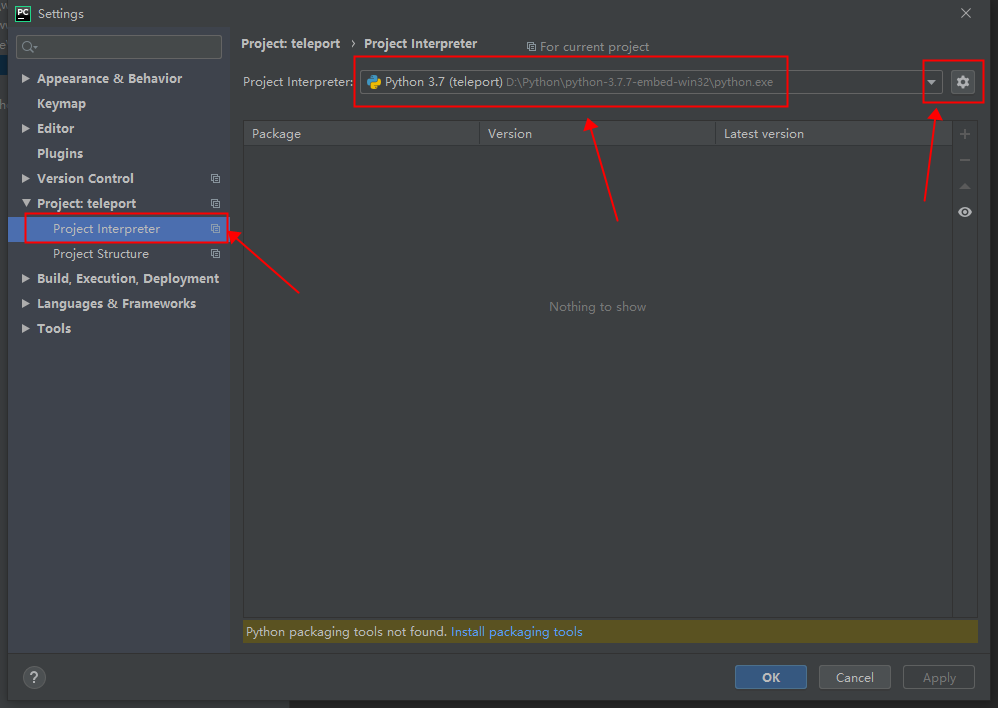 PC Settings
Project: teleport › Project Interpreter For current project
Project Interpreter: Python 3.7 (teleport) D:\Python\python-3.7.7-embed-win32\python.exe
Appearance & Behavior
Keymap
Editor
Plugins
Version Control
Project: teleport
Project Interpreter
Project Structure
Build, Execution, Deployment
Languages & Frameworks
Tools
Package Version Latest version
Nothing to show
Python packaging tools not found. Install packaging tools
? OK Cancel Apply